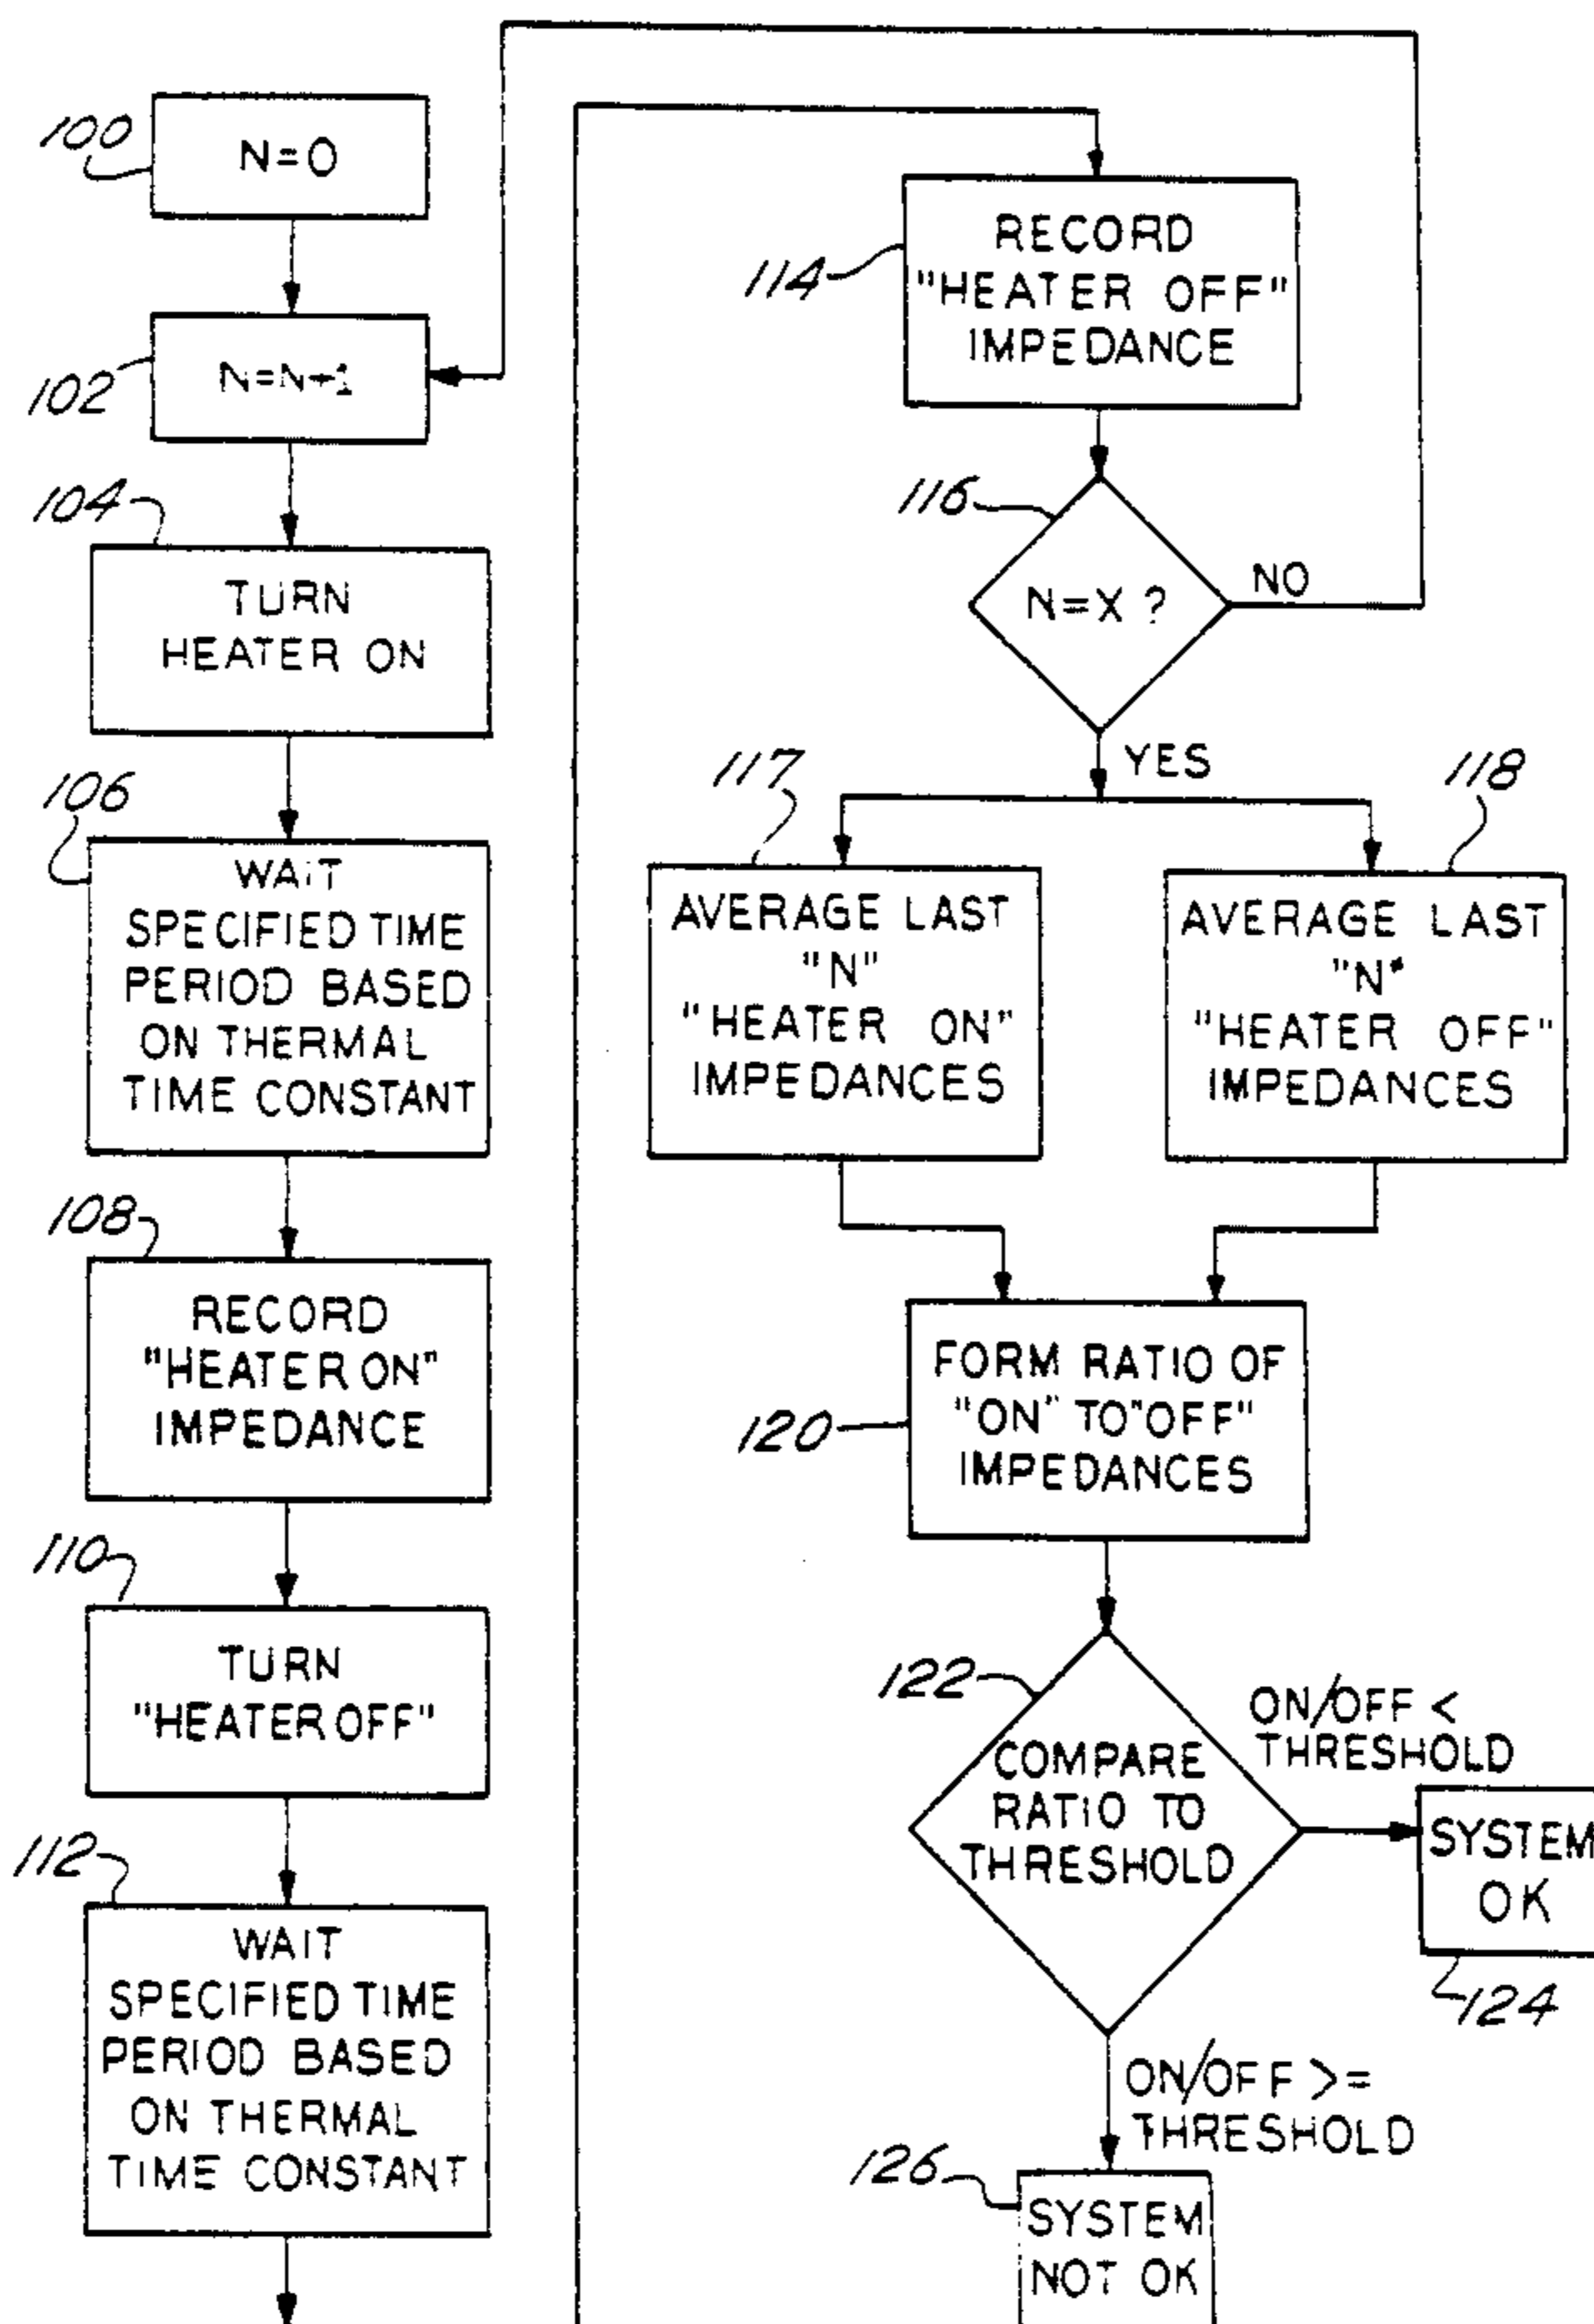 100
N=0
102
N=N+1
104
TURN
HEATER ON
106
WAIT
SPECIFIED TIME
PERIOD BASED
ON THERMAL
TIME CONSTANT
108
RECORD
"HEATER ON"
IMPEDANCE
110
TURN
"HEATER OFF"
112
WAIT
SPECIFIED TIME
PERIOD BASED
ON THERMAL
TIME CONSTANT
114
RECORD
"HEATER OFF"
IMPEDANCE
116
N=X ?
NO
YES
117
AVERAGE LAST
"N"
"HEATER ON"
IMPEDANCES
118
AVERAGE LAST
"N"
"HEATER OFF"
IMPEDANCES
120
FORM RATIO OF
"ON" TO "OFF"
IMPEDANCES
122
COMPARE
RATIO TO
THRESHOLD
ON/OFF <
THRESHOLD
SYSTEM
OK
124
ON/OFF >=
THRESHOLD
126
SYSTEM
NOT OK